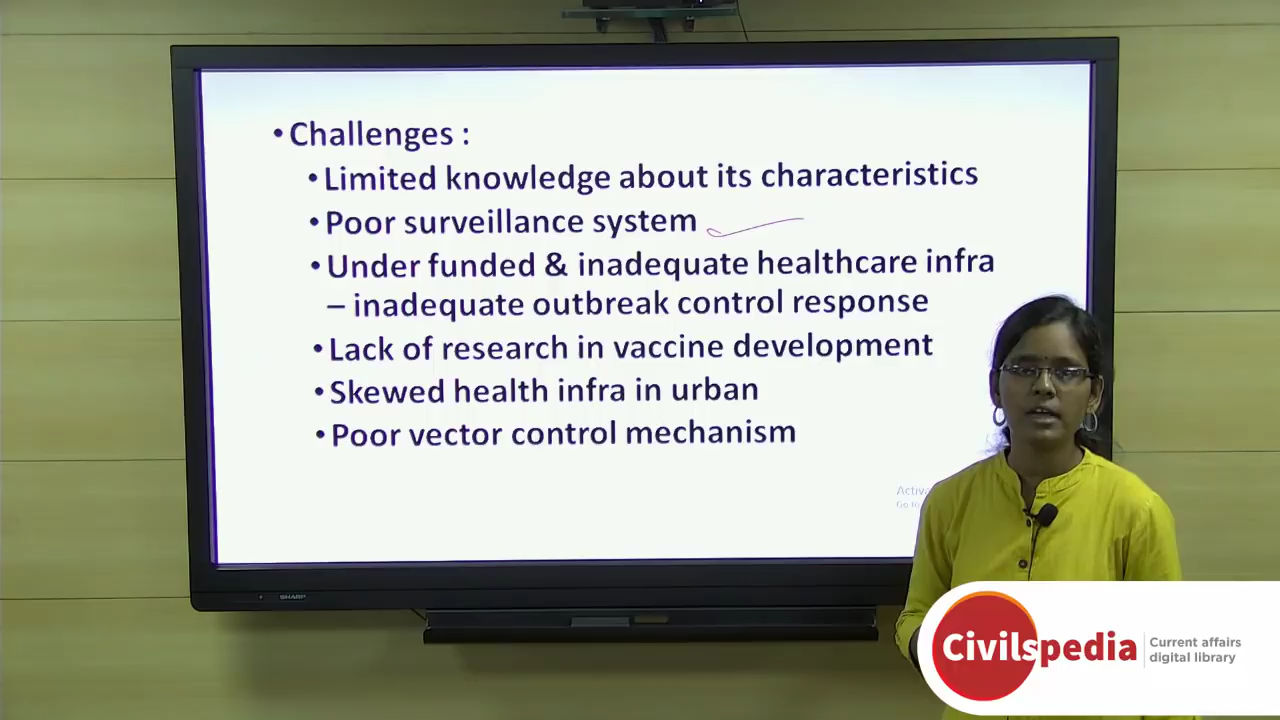 • Challenges :
• Limited knowledge about its characteristics
• Poor surveillance system
• Under funded & inadequate healthcare infra
– inadequate outbreak control response
• Lack of research in vaccine development
• Skewed health infra in urban
• Poor vector control mechanism
SHARP
Civilspedia
Current affairs
digital library